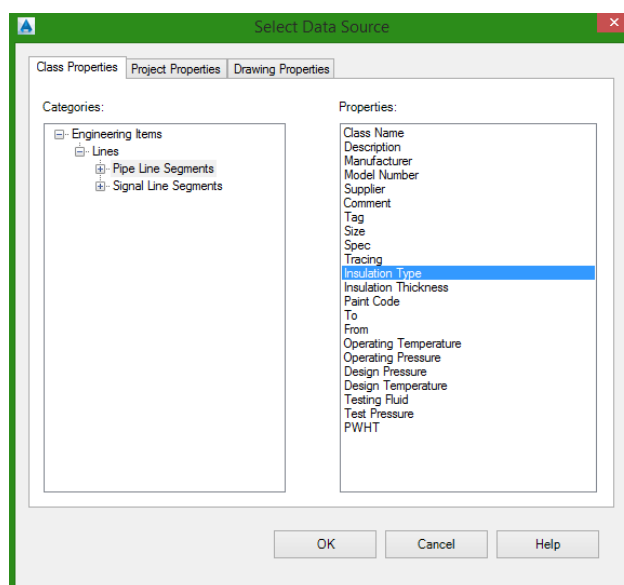 Select Data Source
Class Properties Project Properties Drawing Properties
Categories:
Engineering Items
Lines
Pipe Line Segments
Signal Line Segments
Properties:
Class Name
Description
Manufacturer
Model Number
Supplier
Comment
Tag
Size
Spec
Tracing
Insulation Type
Insulation Thickness
Paint Code
To
From
Operating Temperature
Operating Pressure
Design Pressure
Design Temperature
Testing Fluid
Test Pressure
PWHT
OK Cancel Help